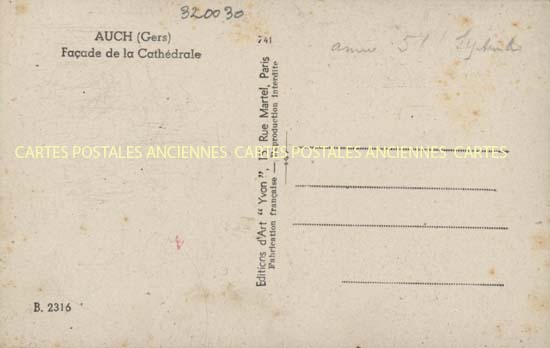 320030
AUCH (Gers)
Façade de la Cathédrale
741
Editions d'Art "Yvon", Rue Martel, Paris
Fabrication française — Reproduction interdite
CARTES POSTALES ANCIENNES CARTES POSTALES ANCIENNES CARTES POSTALES
B. 2316